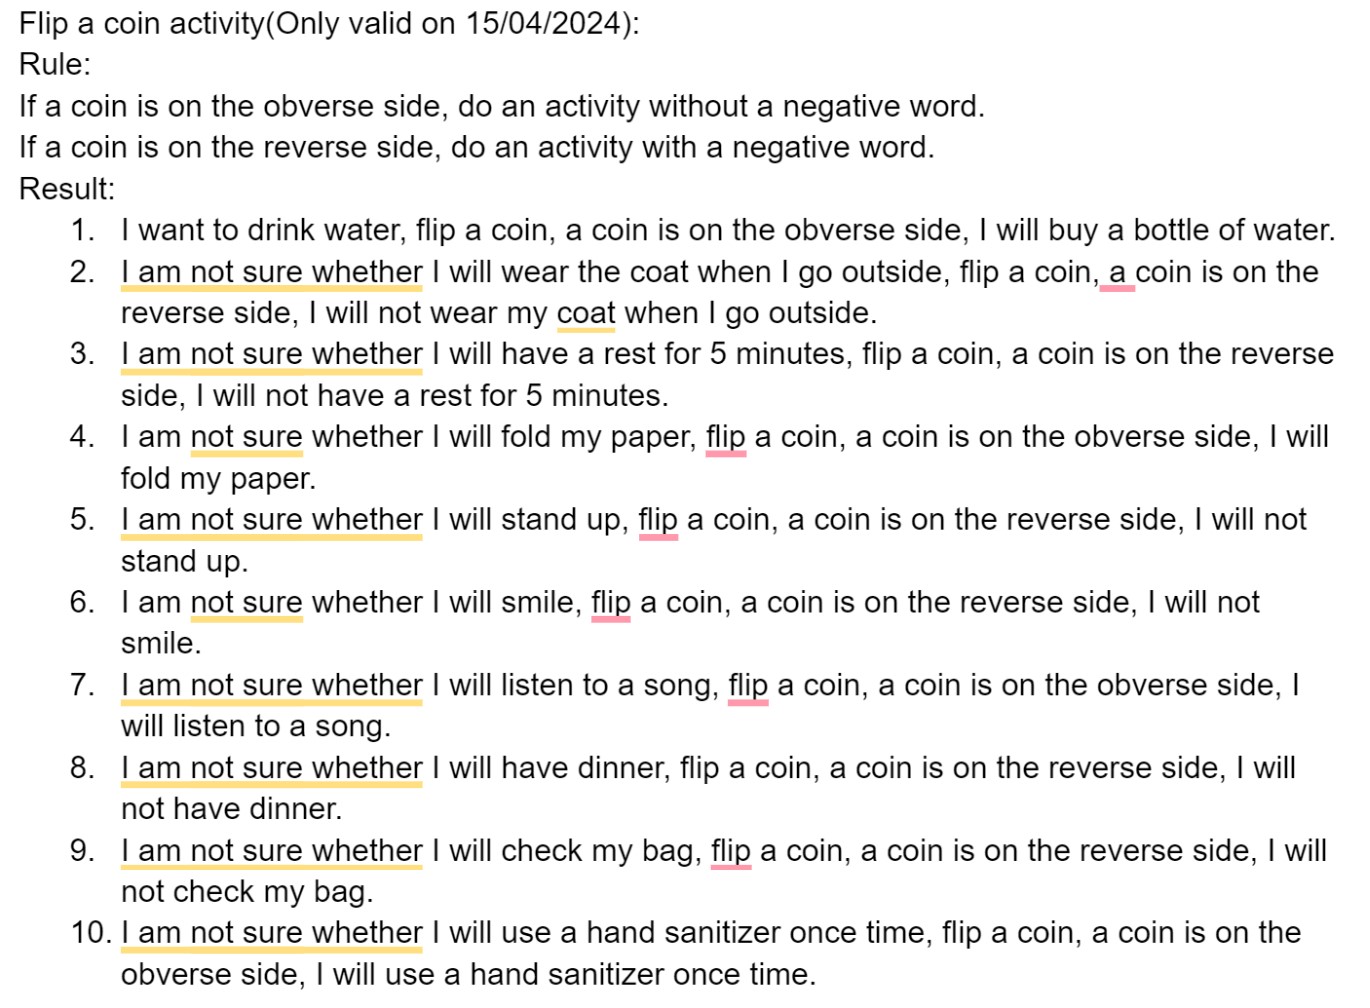 Flip a coin activity(Only valid on 15/04/2024):
Rule:
If a coin is on the obverse side, do an activity without a negative word.
If a coin is on the reverse side, do an activity with a negative word.
Result:
1. I want to drink water, flip a coin, a coin is on the obverse side, I will buy a bottle of water.
2. I am not sure whether I will wear the coat when I go outside, flip a coin, a coin is on the
reverse side, I will not wear my coat when I go outside.
3. I am not sure whether I will have a rest for 5 minutes, flip a coin, a coin is on the reverse
side, I will not have a rest for 5 minutes.
4. I am not sure whether I will fold my paper, flip a coin, a coin is on the obverse side, I will
fold my paper.
5. I am not sure whether I will stand up, flip a coin, a coin is on the reverse side, I will not
stand up.
6. I am not sure whether I will smile, flip a coin, a coin is on the reverse side, I will not
smile.
7. I am not sure whether I will listen to a song, flip a coin, a coin is on the obverse side, I
will listen to a song.
8. I am not sure whether I will have dinner, flip a coin, a coin is on the reverse side, I will
not have dinner.
9. I am not sure whether I will check my bag, flip a coin, a coin is on the reverse side, I will
not check my bag.
10. I am not sure whether I will use a hand sanitizer once time, flip a coin, a coin is on the
obverse side, I will use a hand sanitizer once time.